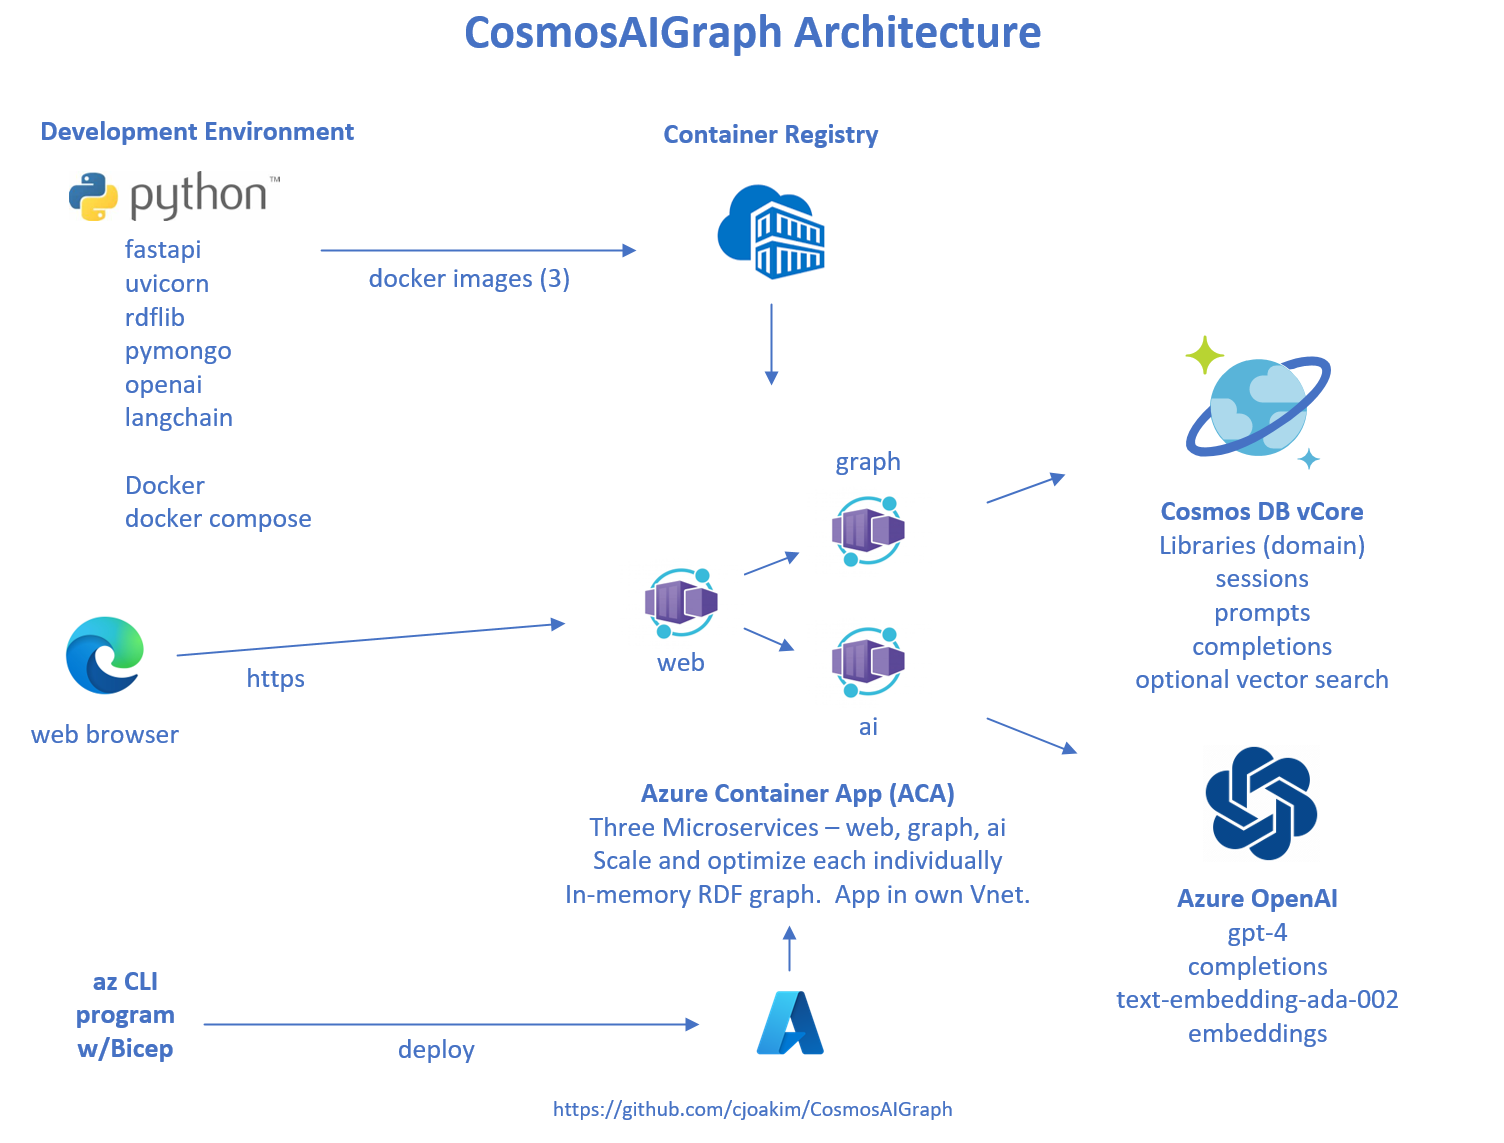 CosmosAIGraph Architecture
Development Environment
python™
fastapi
uvicorn
rdflib
pymongo
openai
langchain
Docker
docker compose
docker images (3)
Container Registry
web browser
https
web
graph
ai
Azure Container App (ACA)
Three Microservices – web, graph, ai
Scale and optimize each individually
In-memory RDF graph.  App in own Vnet.
Cosmos DB vCore
Libraries (domain)
sessions
prompts
completions
optional vector search
Azure OpenAI
gpt-4
completions
text-embedding-ada-002
embeddings
az CLI
program
w/Bicep
deploy
https://github.com/cjoakim/CosmosAIGraph